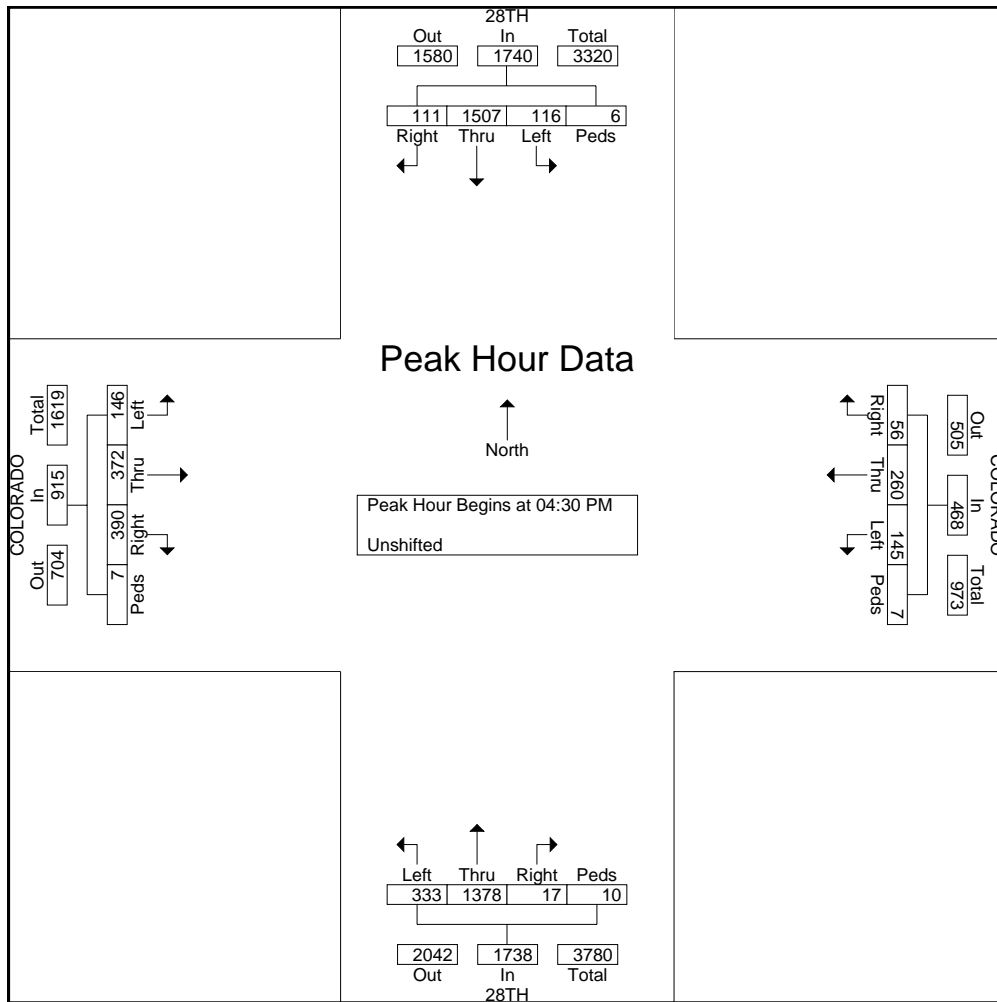 28TH
Out In Total
1580 1740 3320
111 1507 116 6
Right Thru Left Peds
Peak Hour Data
North
Peak Hour Begins at 04:30 PM
Unshifted
COLORADO
Total In Out
1619 915 704
146 372 390 7
Left Thru Right Peds
COLORADO
Out In Total
505 468 973
56 260 145 7
Right Thru Left Peds
Left Thru Right Peds
333 1378 17 10
2042 1738 3780
Out In Total
28TH